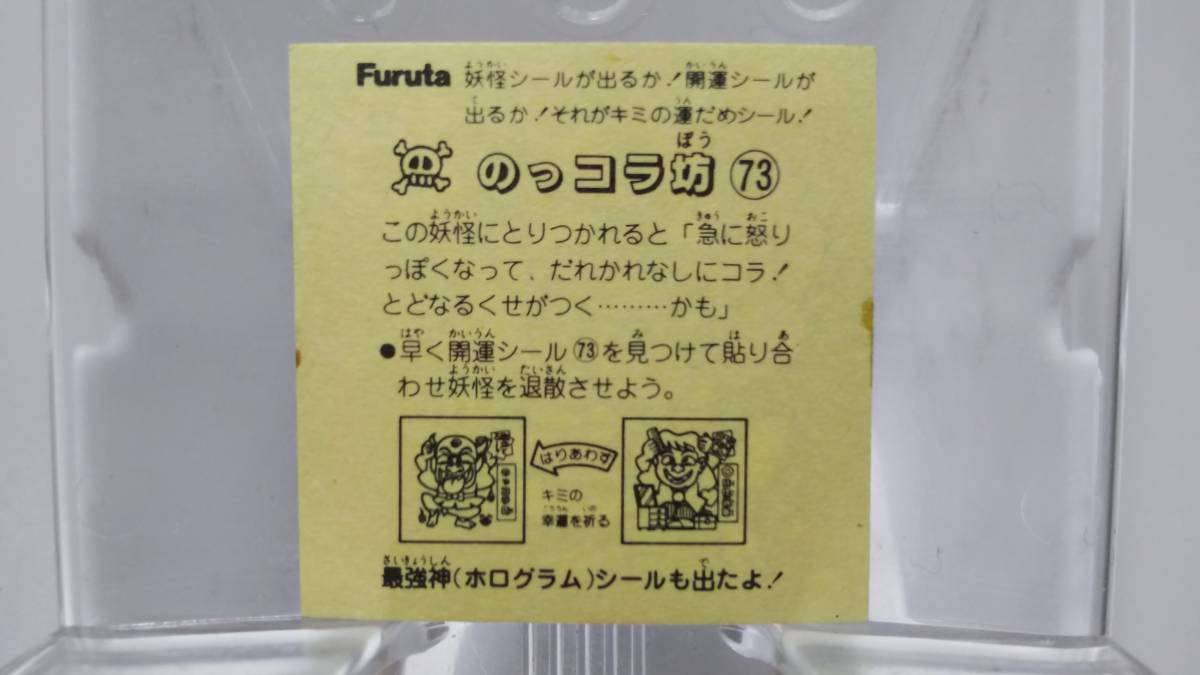 Furuta 妖怪シールが出るか!開運シールが
出るか!それがキミの運だめシール!
のっコラ坊 73
この妖怪にとりつかれると「急に怒り
っぽくなって、だれかれなしにコラ!
とどなるくせがつく………かも」
●早く開運シール73を見つけて貼り合
わせ妖怪を退散させよう。
はりあわす
キミの
幸運を祈る
最強神(ホログラム)シールも出たよ!